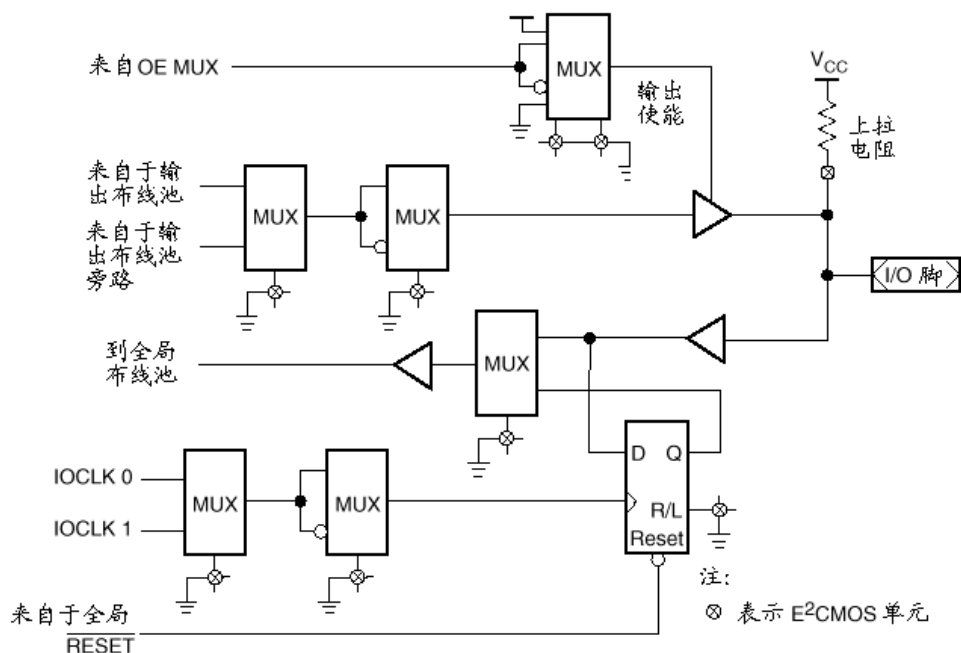 来自 OE MUX
MUX
输出
使能
VCC
上拉
电阻
来自于输
出布线池
来自于输
出布线池
旁路
MUX
MUX
I/O 脚
到全局
布线池
MUX
IOCLK 0
IOCLK 1
MUX
MUX
D Q
R/L
Reset
来自于全局
RESET
注:
⊗ 表示 E²CMOS 单元